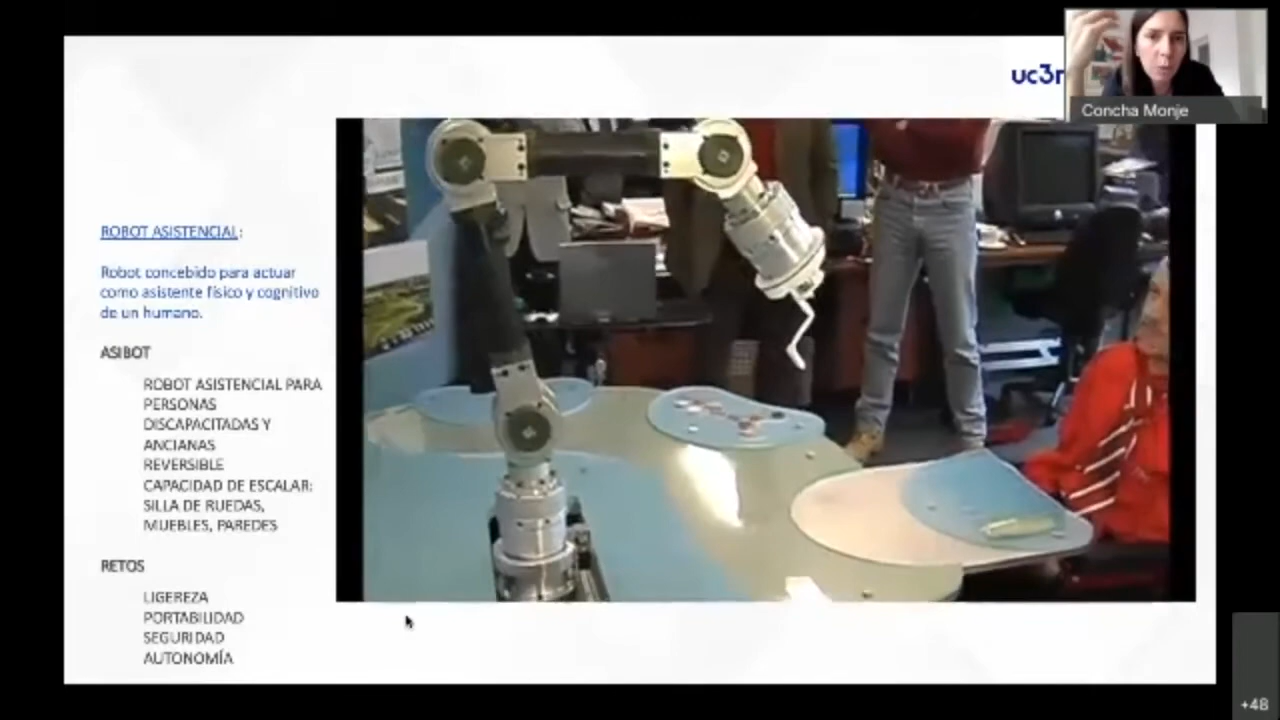 uc3m
Concha Monje
ROBOT ASISTENCIAL:
Robot concebido para actuar
como asistente físico y cognitivo
de un humano.
ASIBOT
ROBOT ASISTENCIAL PARA
PERSONAS
DISCAPACITADAS Y
ANCIANAS
REVERSIBLE
CAPACIDAD DE ESCALAR:
SILLA DE RUEDAS,
MUEBLES, PAREDES
RETOS
LIGEREZA
PORTABILIDAD
SEGURIDAD
AUTONOMÍA
+48